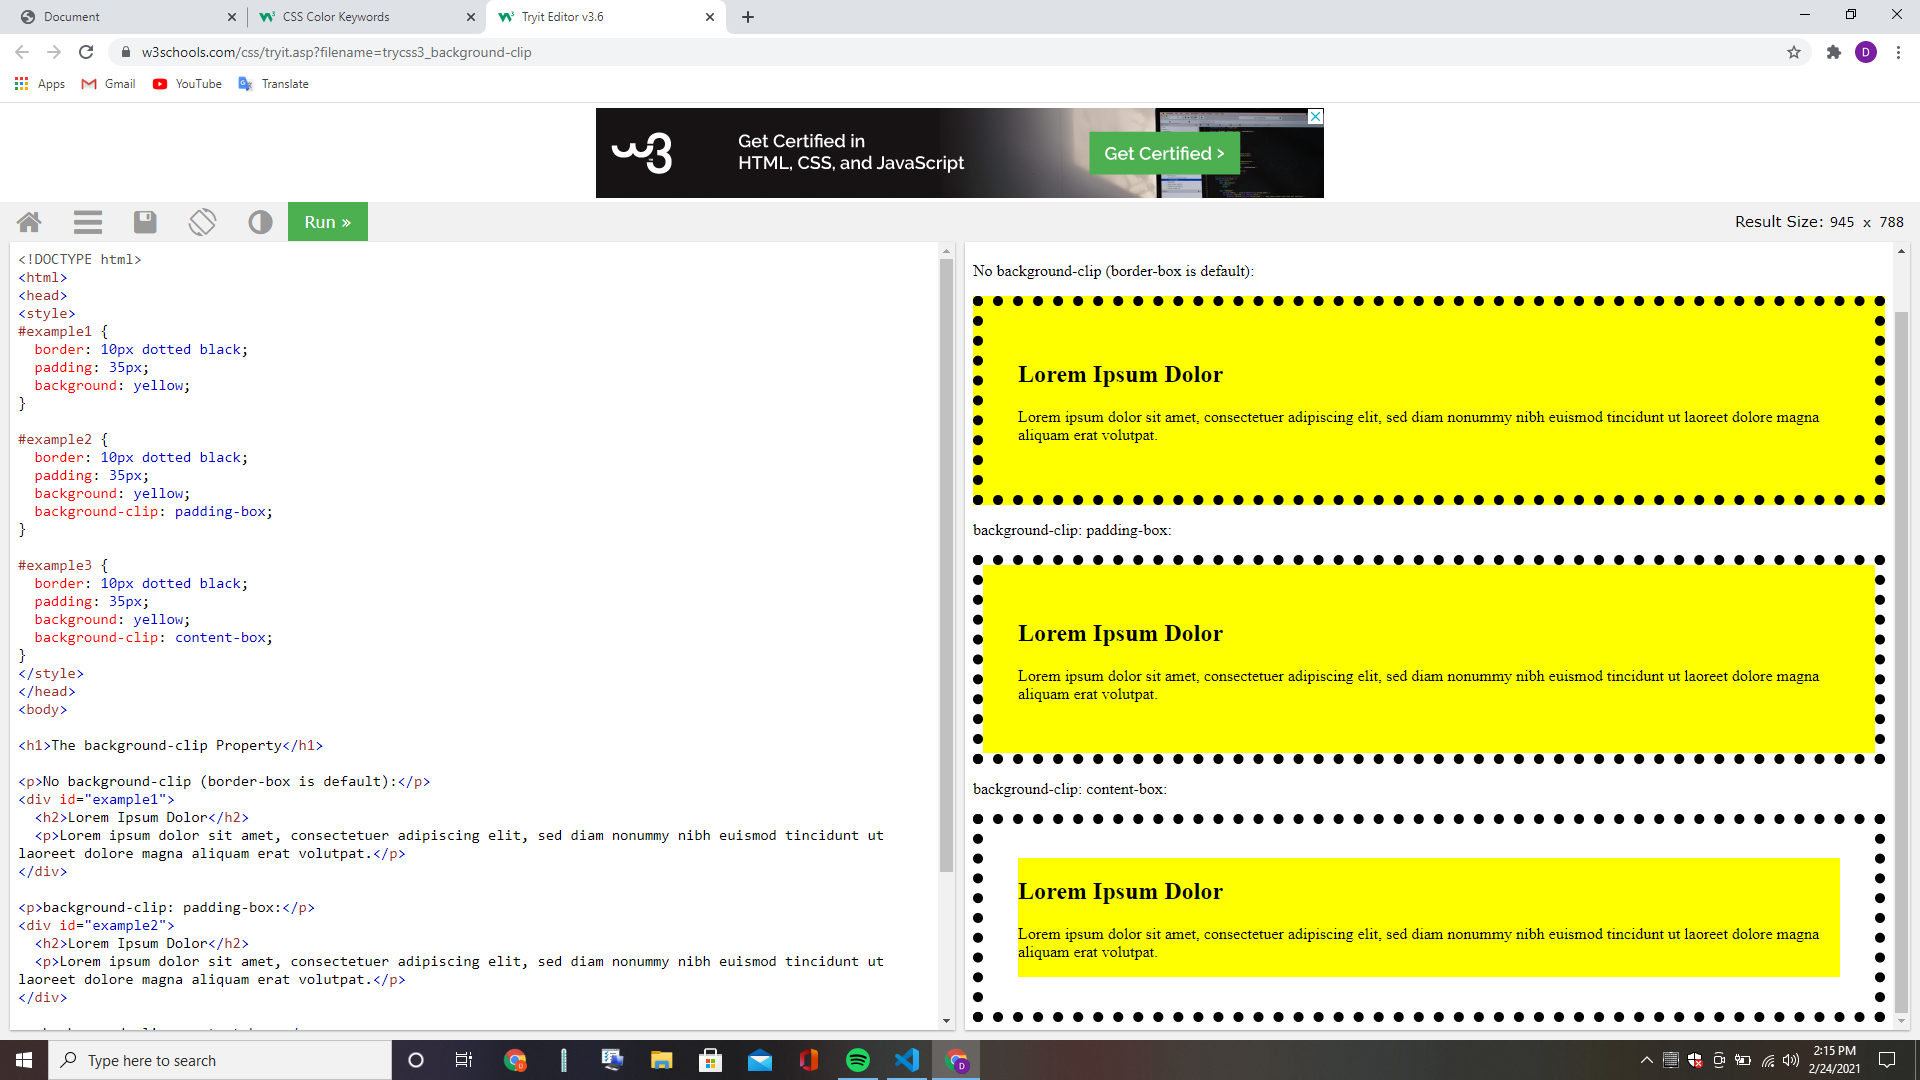 Document
CSS Color Keywords
Tryit Editor v3.6
w3schools.com/css/tryit.asp?filename=trycss3_background-clip
D
Apps
Gmail
YouTube
Translate
w3
Get Certified in
HTML, CSS, and JavaScript
Get Certified >
Run »
Result Size: 945 x 788
<!DOCTYPE html>
<html>
<head>
<style>
#example1 {
  border: 10px dotted black;
  padding: 35px;
  background: yellow;
}
#example2 {
  border: 10px dotted black;
  padding: 35px;
  background: yellow;
  background-clip: padding-box;
}
#example3 {
  border: 10px dotted black;
  padding: 35px;
  background: yellow;
  background-clip: content-box;
}
</style>
</head>
<body>
<h1>The background-clip Property</h1>
<p>No background-clip (border-box is default):</p>
<div id="example1">
  <h2>Lorem Ipsum Dolor</h2>
  <p>Lorem ipsum dolor sit amet, consectetuer adipiscing elit, sed diam nonummy nibh euismod tincidunt ut
laoreet dolore magna aliquam erat volutpat.</p>
</div>
<p>background-clip: padding-box:</p>
<div id="example2">
  <h2>Lorem Ipsum Dolor</h2>
  <p>Lorem ipsum dolor sit amet, consectetuer adipiscing elit, sed diam nonummy nibh euismod tincidunt ut
laoreet dolore magna aliquam erat volutpat.</p>
</div>
No background-clip (border-box is default):
Lorem Ipsum Dolor
Lorem ipsum dolor sit amet, consectetuer adipiscing elit, sed diam nonummy nibh euismod tincidunt ut laoreet dolore magna
aliquam erat volutpat.
background-clip: padding-box:
Lorem Ipsum Dolor
Lorem ipsum dolor sit amet, consectetuer adipiscing elit, sed diam nonummy nibh euismod tincidunt ut laoreet dolore magna
aliquam erat volutpat.
background-clip: content-box:
Lorem Ipsum Dolor
Lorem ipsum dolor sit amet, consectetuer adipiscing elit, sed diam nonummy nibh euismod tincidunt ut laoreet dolore magna
aliquam erat volutpat.
Type here to search
2:15 PM
2/24/2021